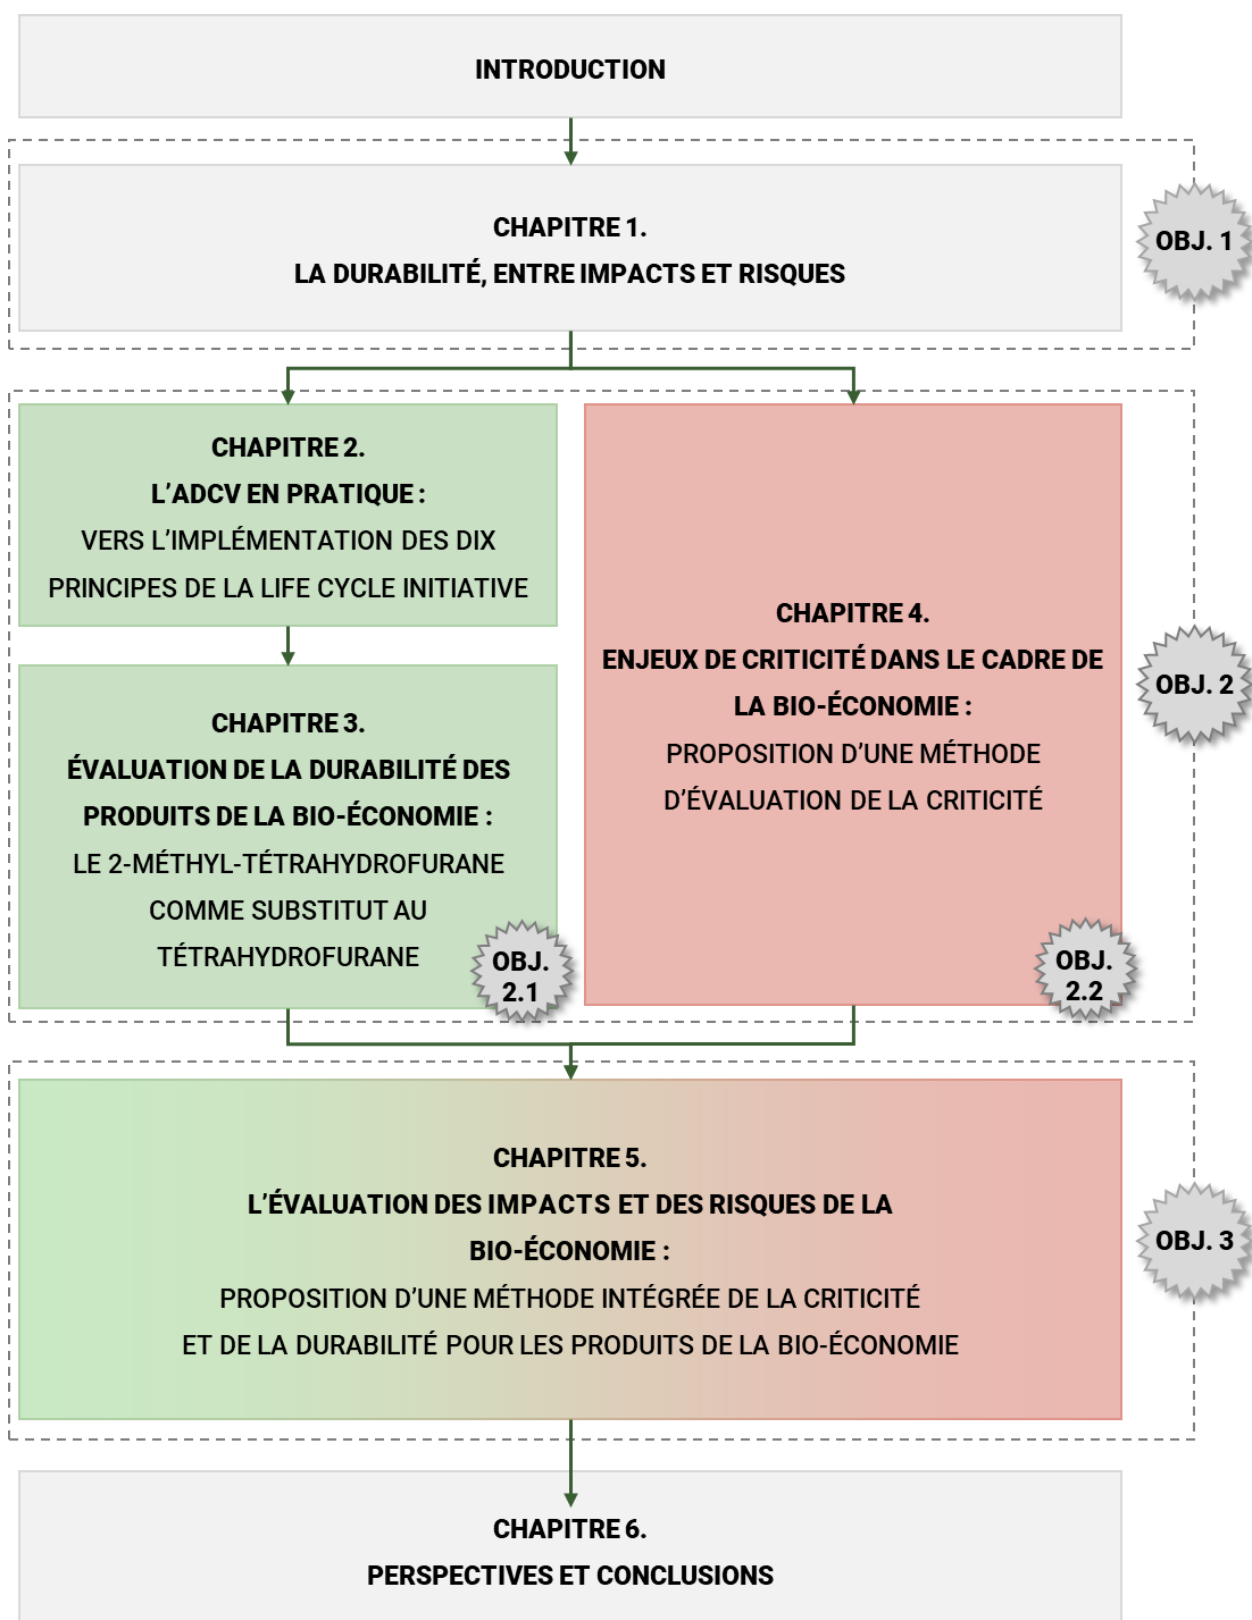 INTRODUCTION
CHAPITRE 1.
LA DURABILITÉ, ENTRE IMPACTS ET RISQUES
OBJ. 1
CHAPITRE 2.
L’ADCV EN PRATIQUE :
VERS L’IMPLÉMENTATION DES DIX
PRINCIPES DE LA LIFE CYCLE INITIATIVE
CHAPITRE 3.
ÉVALUATION DE LA DURABILITÉ DES
PRODUITS DE LA BIO-ÉCONOMIE :
LE 2-MÉTHYL-TÉTRAHYDROFURANE
COMME SUBSTITUT AU
TÉTRAHYDROFURANE
OBJ.
2.1
CHAPITRE 4.
ENJEUX DE CRITICITÉ DANS LE CADRE DE
LA BIO-ÉCONOMIE :
PROPOSITION D’UNE MÉTHODE
D’ÉVALUATION DE LA CRITICITÉ
OBJ.
2.2
OBJ. 2
CHAPITRE 5.
L’ÉVALUATION DES IMPACTS ET DES RISQUES DE LA
BIO-ÉCONOMIE :
PROPOSITION D’UNE MÉTHODE INTÉGRÉE DE LA CRITICITÉ
ET DE LA DURABILITÉ POUR LES PRODUITS DE LA BIO-ÉCONOMIE
OBJ. 3
CHAPITRE 6.
PERSPECTIVES ET CONCLUSIONS